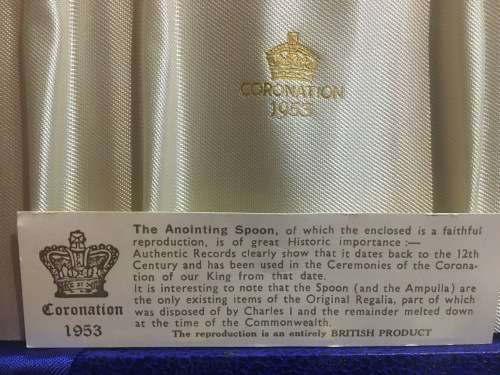 CORONATION
1953
The Anointing Spoon, of which the enclosed is a faithful
reproduction, is of great Historic importance :—
Authentic Records clearly show that it dates back to the 12th
Century and has been used in the Ceremonies of the Corona-
tion of our King from that date.
It is interesting to note that the Spoon (and the Ampulla) are
the only existing items of the Original Regalia, part of which
was disposed of by Charles I and the remainder melted down
at the time of the Commonwealth.
The reproduction is an entirely BRITISH PRODUCT
Coronation
1953